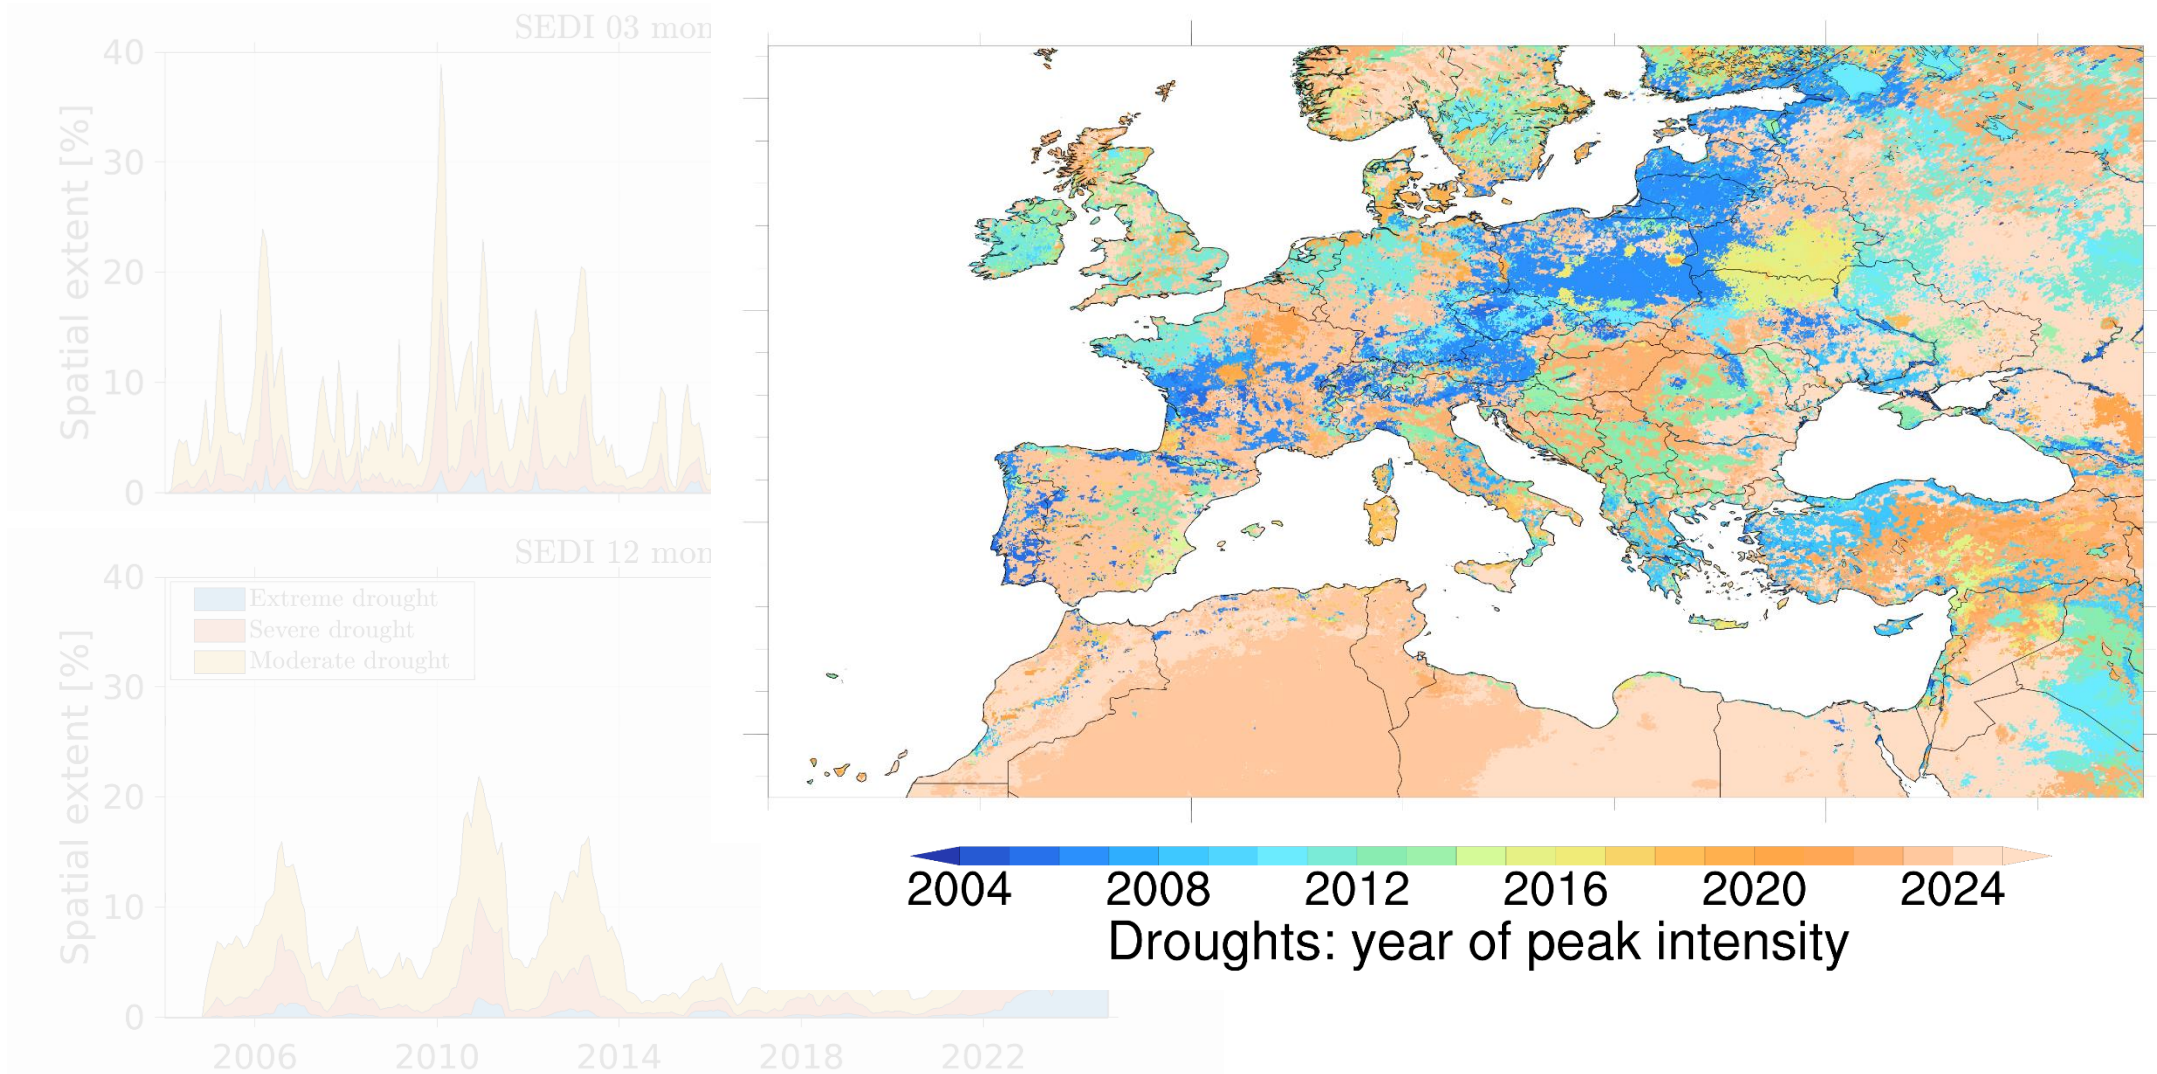 SEDI 03 mon
40
30
20
10
0
Spatial extent [%]
SEDI 12 mon
40
30
20
10
0
Spatial extent [%]
Extreme drought
Severe drought
Moderate drought
2006 2010 2014 2018 2022
2004 2008 2012 2016 2020 2024
Droughts: year of peak intensity